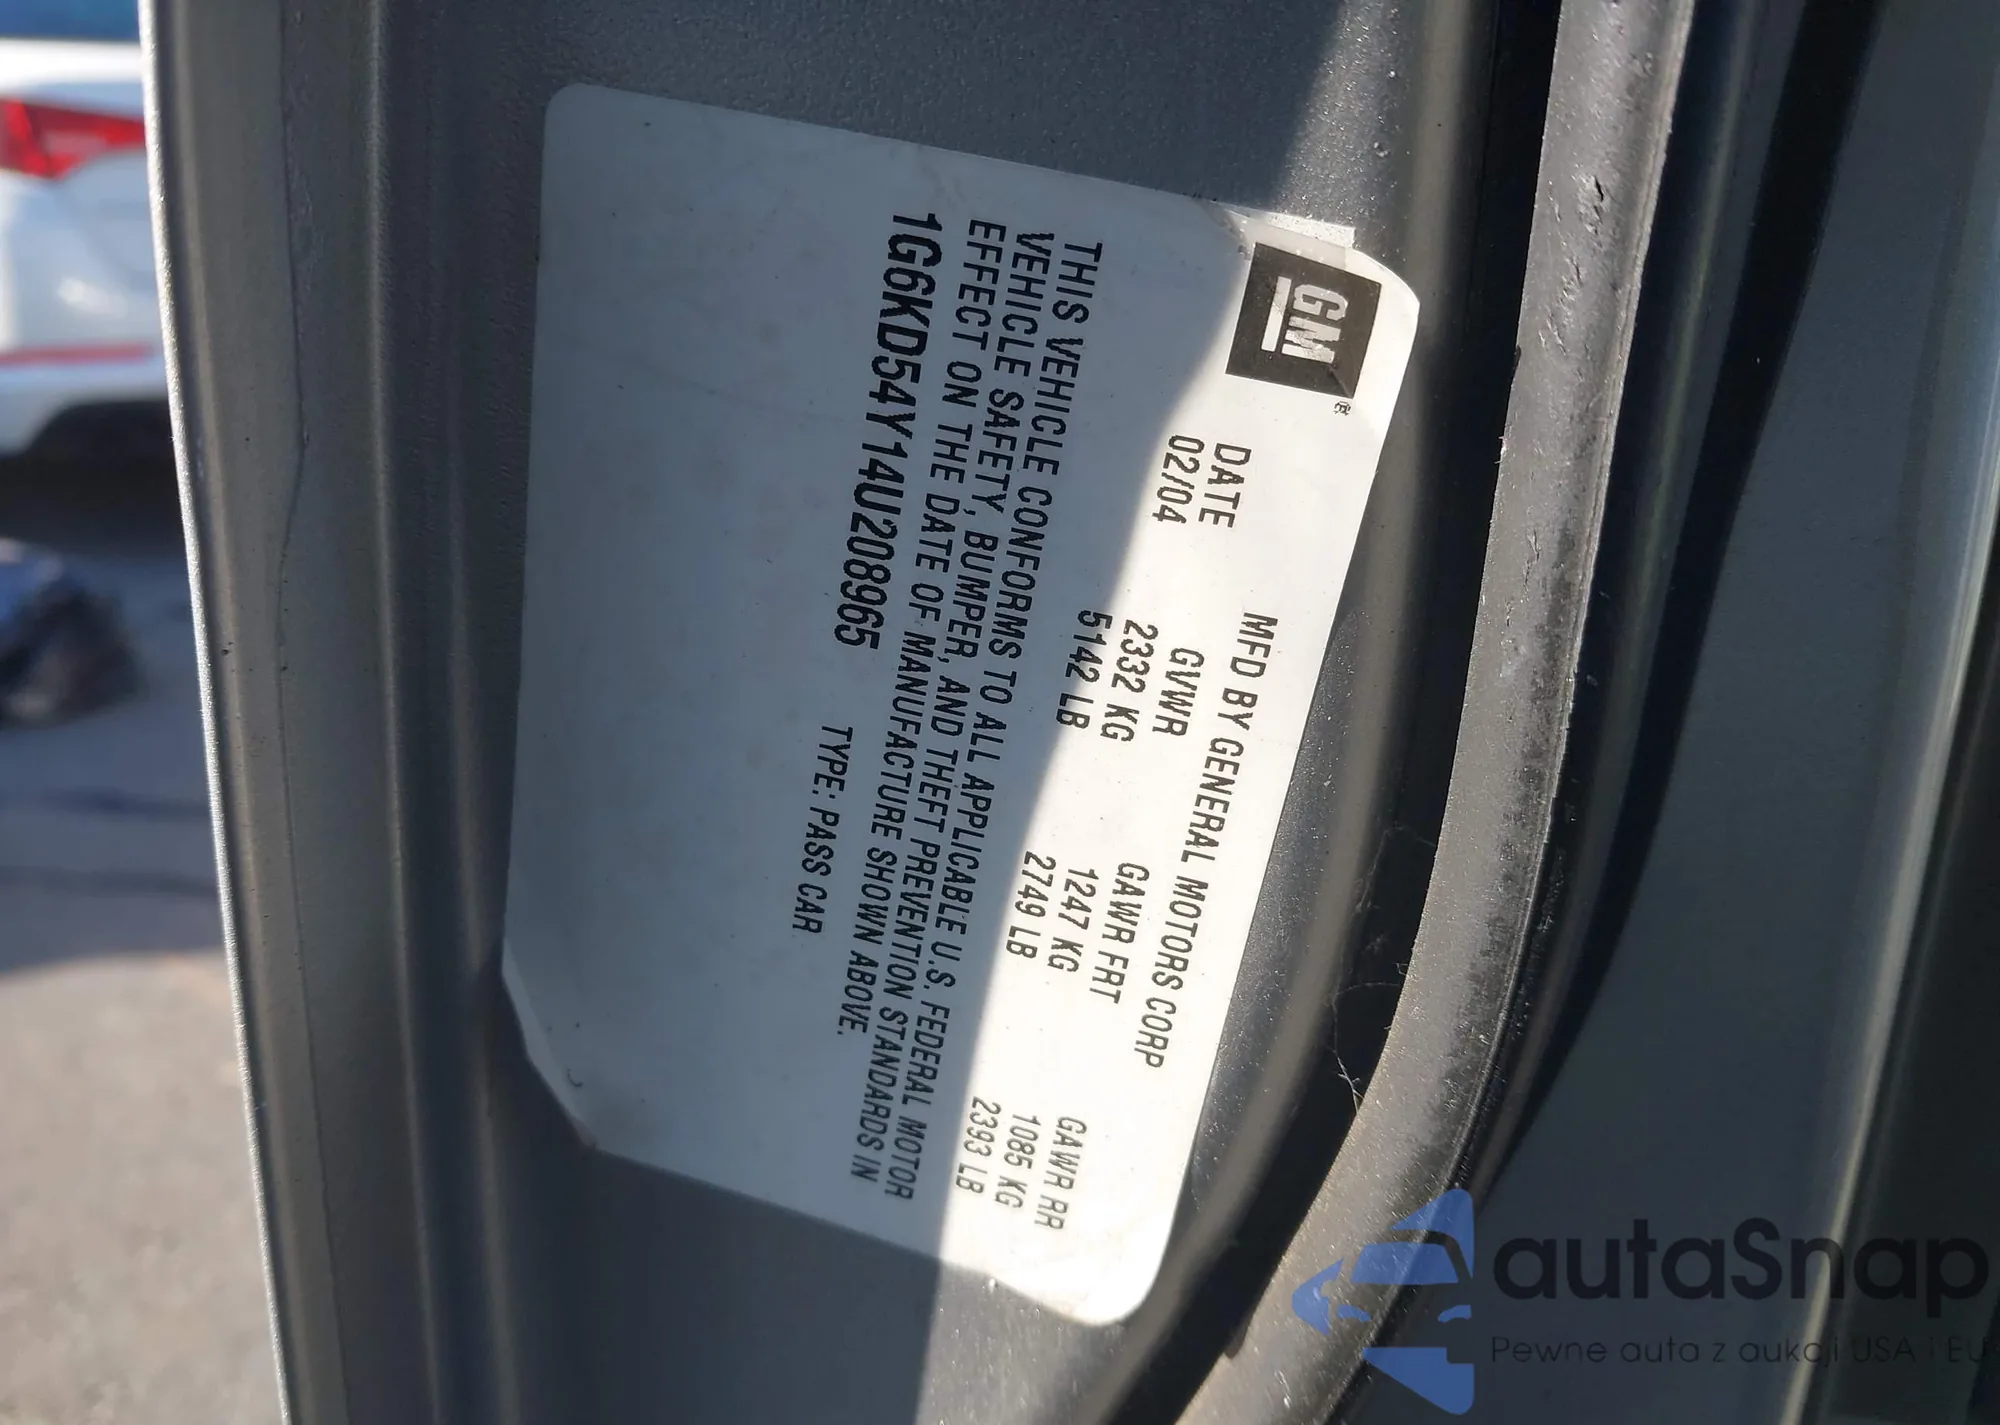 GM®
MFD BY GENERAL MOTORS CORP
DATE GVWR GAWR FRT GAWR RR
02/04 2332 KG 1247 KG 1085 KG
5142 LB 2749 LB 2393 LB
THIS VEHICLE CONFORMS TO ALL APPLICABLE U.S. FEDERAL MOTOR
VEHICLE SAFETY, BUMPER, AND THEFT PREVENTION STANDARDS IN
EFFECT ON THE DATE OF MANUFACTURE SHOWN ABOVE.
1G6KD54Y14U208965 TYPE: PASS CAR
autaSnap
Pewne auta z aukcji USA i EU